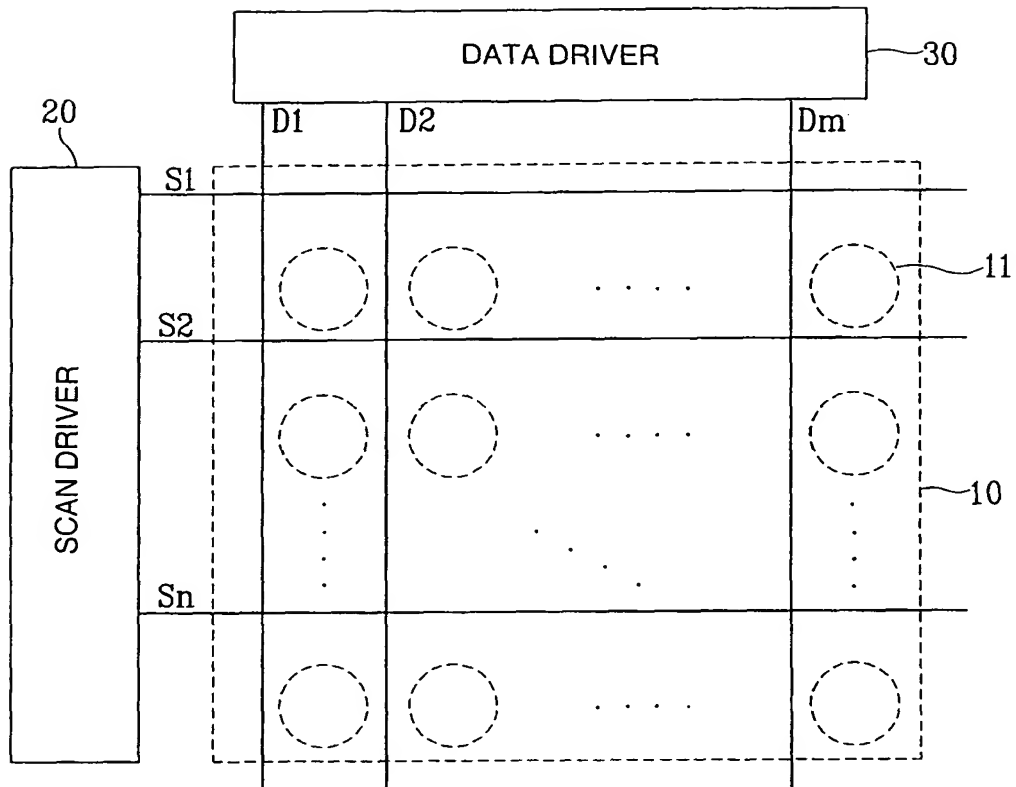 DATA DRIVER
30
20
D1
D2
Dm
S1
11
S2
SCAN DRIVER
10
Sn